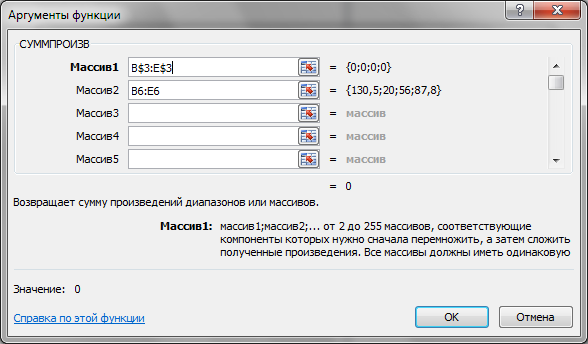 Аргументы функции
СУММПРОИЗВ
Массив1 B$3:E$3 = {0;0;0;0}
Массив2 B6:E6 = {130,5;20;56;87,8}
Массив3 = массив
Массив4 = массив
Массив5 = массив
= 0
Возвращает сумму произведений диапазонов или массивов.
Массив1: массив1;массив2;... от 2 до 255 массивов, соответствующие
компоненты которых нужно сначала перемножить, а затем сложить
полученные произведения. Все массивы должны иметь одинаковую
Значение: 0
Справка по этой функции
ОК
Отмена